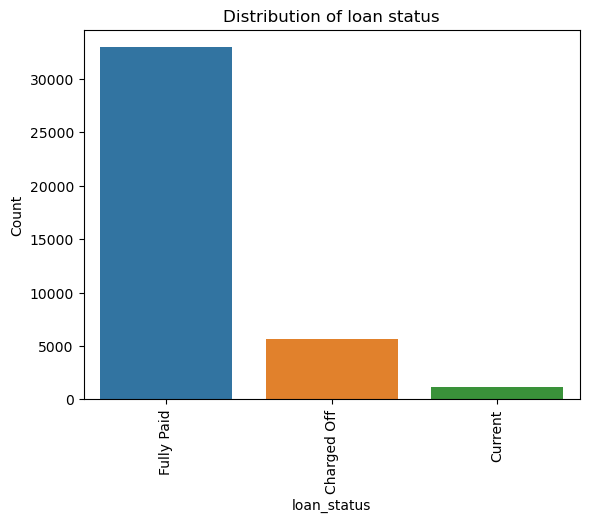 Distribution of loan status
Count
30000
25000
20000
15000
10000
5000
0
Fully Paid
Charged Off
Current
loan_status